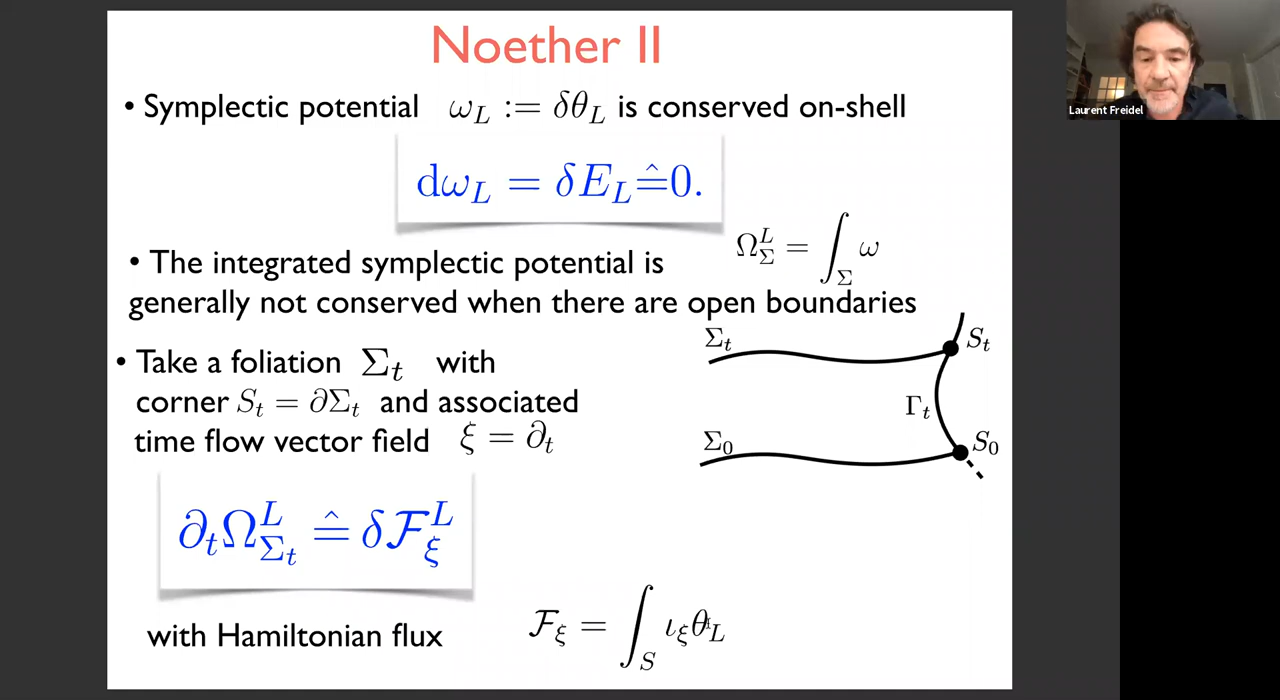 Noether II
• Symplectic potential ω_L := δθ_L is conserved on-shell
dω_L = δE_L ≙ 0.
Ω^L_Σ = ∫_Σ ω
• The integrated symplectic potential is
generally not conserved when there are open boundaries
• Take a foliation Σ_t with
corner S_t = ∂Σ_t and associated
time flow vector field ξ = ∂_t
Σ_t
S_t
Γ_t
Σ_0
S_0
∂_t Ω^L_{Σ_t} ≙ δF^L_ξ
with Hamiltonian flux F_ξ = ∫_S ι_ξ θ_L
Laurent Freidel